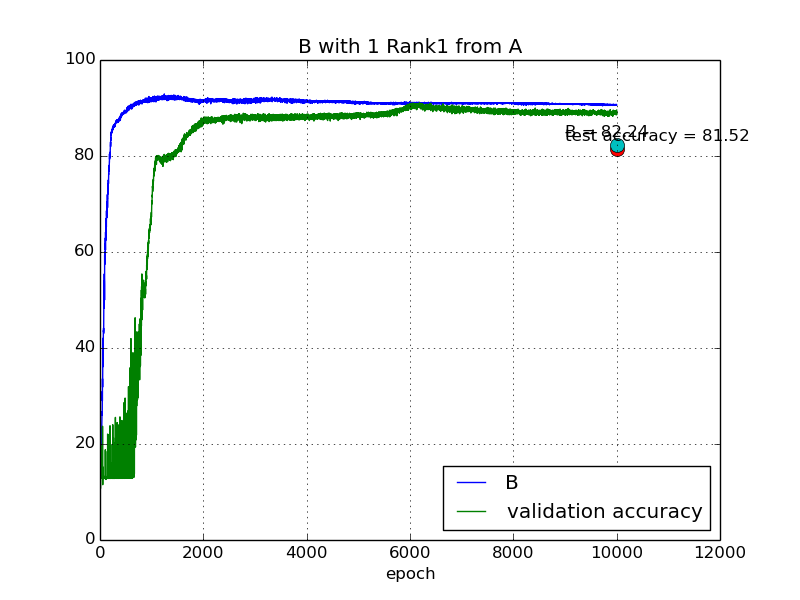 B with 1 Rank1 from A
100
80
60
40
20
0
B = 82.24
test accuracy = 81.52
B
validation accuracy
0 2000 4000 6000 8000 10000 12000
epoch